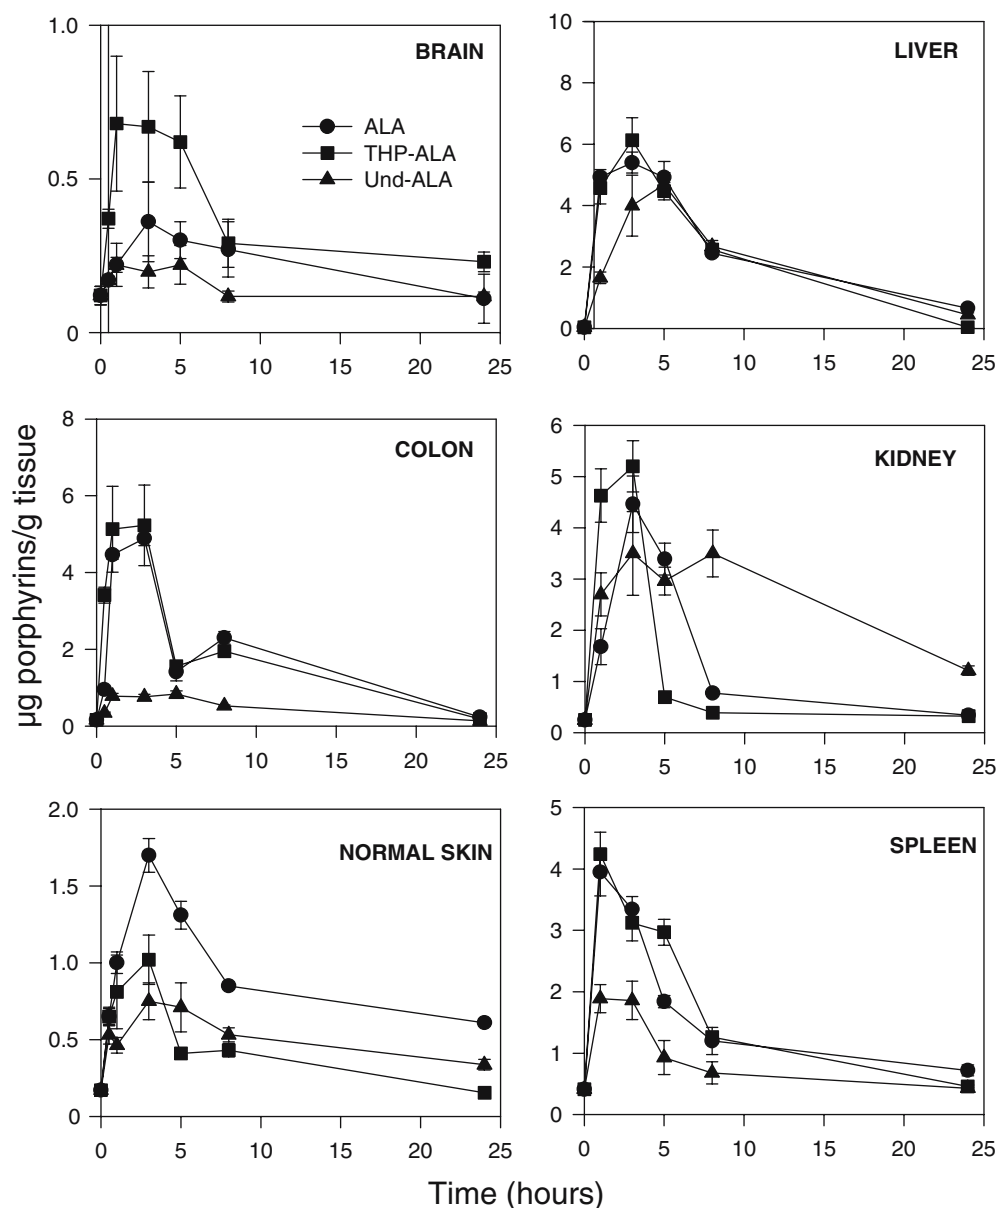 BRAIN
1.0
0.5
0
0 5 10 15 20 25
ALA
THP-ALA
Und-ALA
LIVER
10
8
6
4
2
0
0 5 10 15 20 25
COLON
8
6
4
2
0
0 5 10 15 20 25
KIDNEY
6
5
4
3
2
1
0
0 5 10 15 20 25
NORMAL SKIN
2.0
1.5
1.0
0.5
0
0 5 10 15 20 25
SPLEEN
5
4
3
2
1
0
0 5 10 15 20 25
µg porphyrins/g tissue
Time (hours)